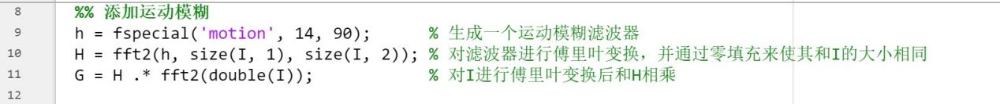 8 %% 添加运动模糊
9 h = fspecial('motion', 14, 90); % 生成一个运动模糊滤波器
10 H = fft2(h, size(I, 1), size(I, 2)); % 对滤波器进行傅里叶变换，并通过零填充来使其和I的大小相同
11 G = H .* fft2(double(I)); % 对I进行傅里叶变换后和H相乘
12